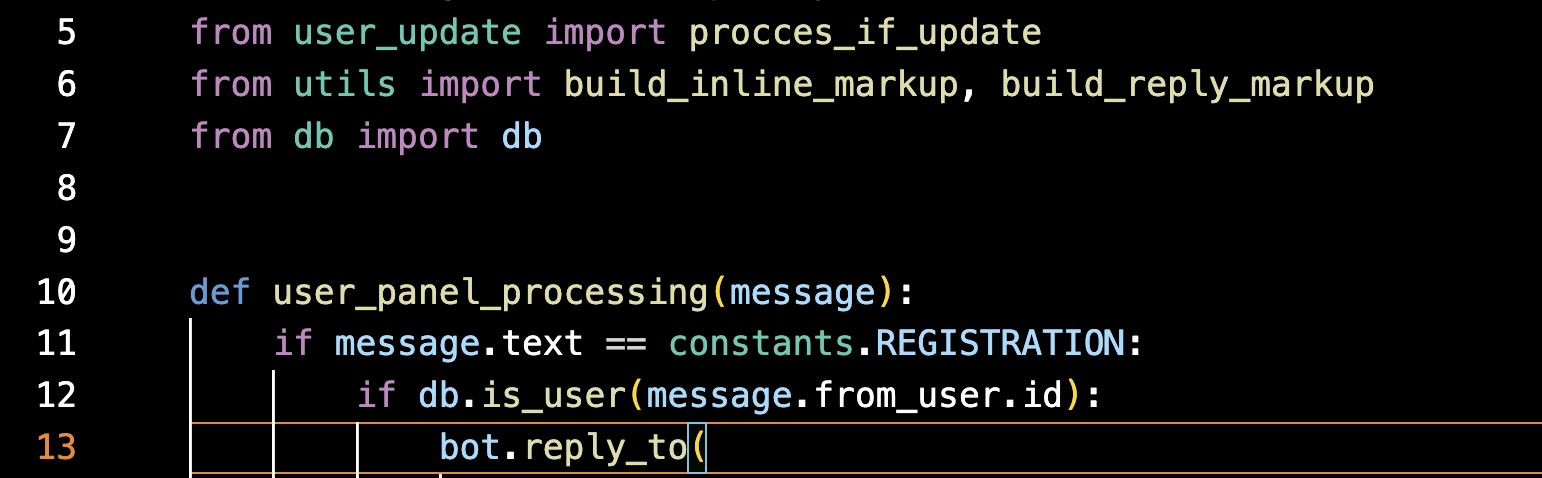 5 from user_update import procces_if_update
6 from utils import build_inline_markup, build_reply_markup
7 from db import db
8
9
10 def user_panel_processing(message):
11 if message.text == constants.REGISTRATION:
12 if db.is_user(message.from_user.id):
13 bot.reply_to(